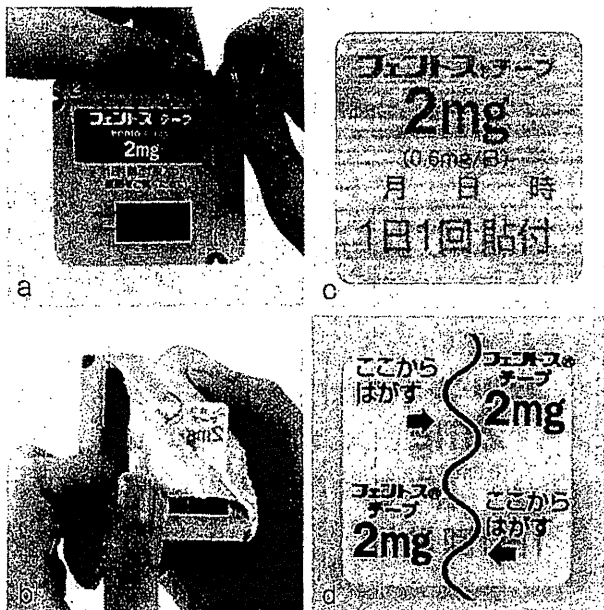 フェントス テープ
2mg
a
フェントス®テープ
2mg
(0.6mg/日)
月 日 時
1日1回 貼付
c
2mg
b
ここから
はがす
フェントス®
テープ
2mg
フェントス®
テープ
2mg
ここから
はがす
d